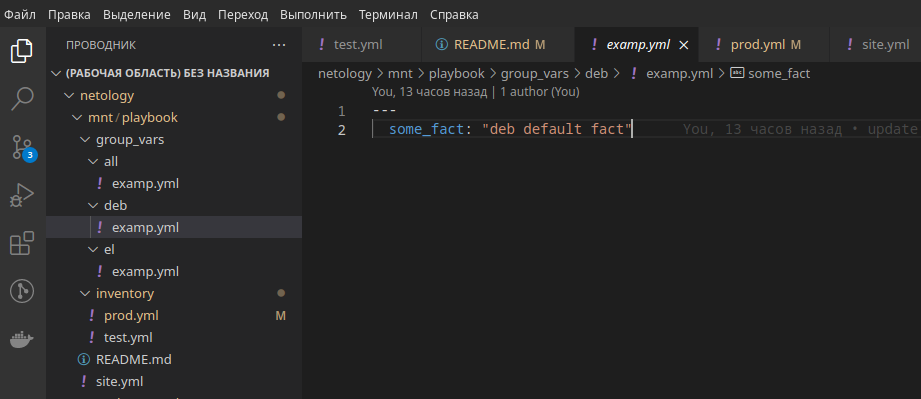 Файл Правка Выделение Вид Переход Выполнить Терминал Справка
ПРОВОДНИК ···
(РАБОЧАЯ ОБЛАСТЬ) БЕЗ НАЗВАНИЯ
netology
mnt / playbook
group_vars
all
! examp.yml
deb
! examp.yml
el
! examp.yml
inventory
! prod.yml M
! test.yml
README.md
! site.yml
3
! test.yml README.md M ! examp.yml × ! prod.yml M ! site.yml
netology > mnt > playbook > group_vars > deb > ! examp.yml > abc some_fact
You, 13 часов назад | 1 author (You)
1 ---
2 some_fact: "deb default fact" You, 13 часов назад • update